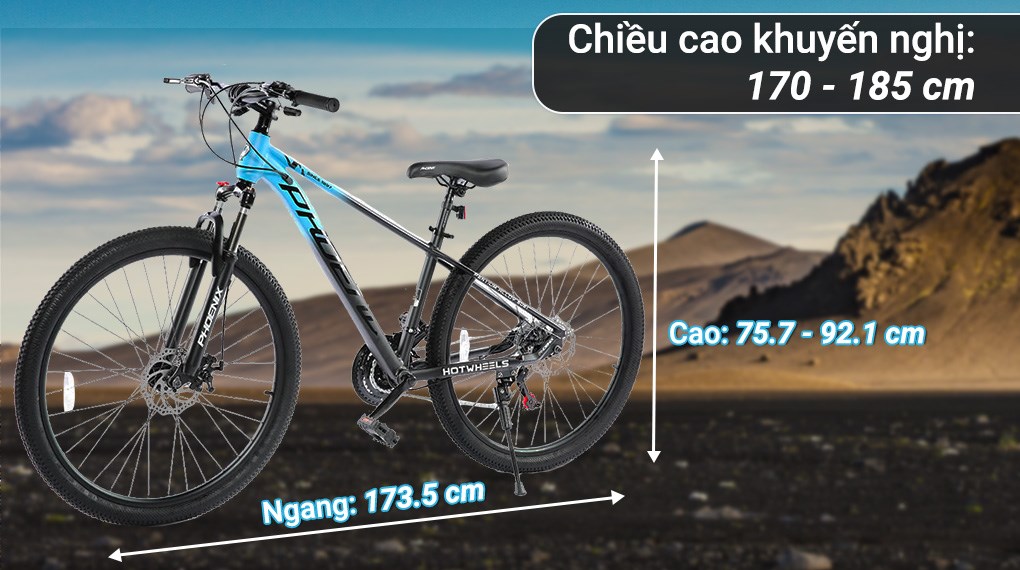 Chiều cao khuyến nghị:
170 - 185 cm
PHOENIX
PHOENIX
Cao: 75.7 - 92.1 cm
HOTWHEELS
Ngang: 173.5 cm